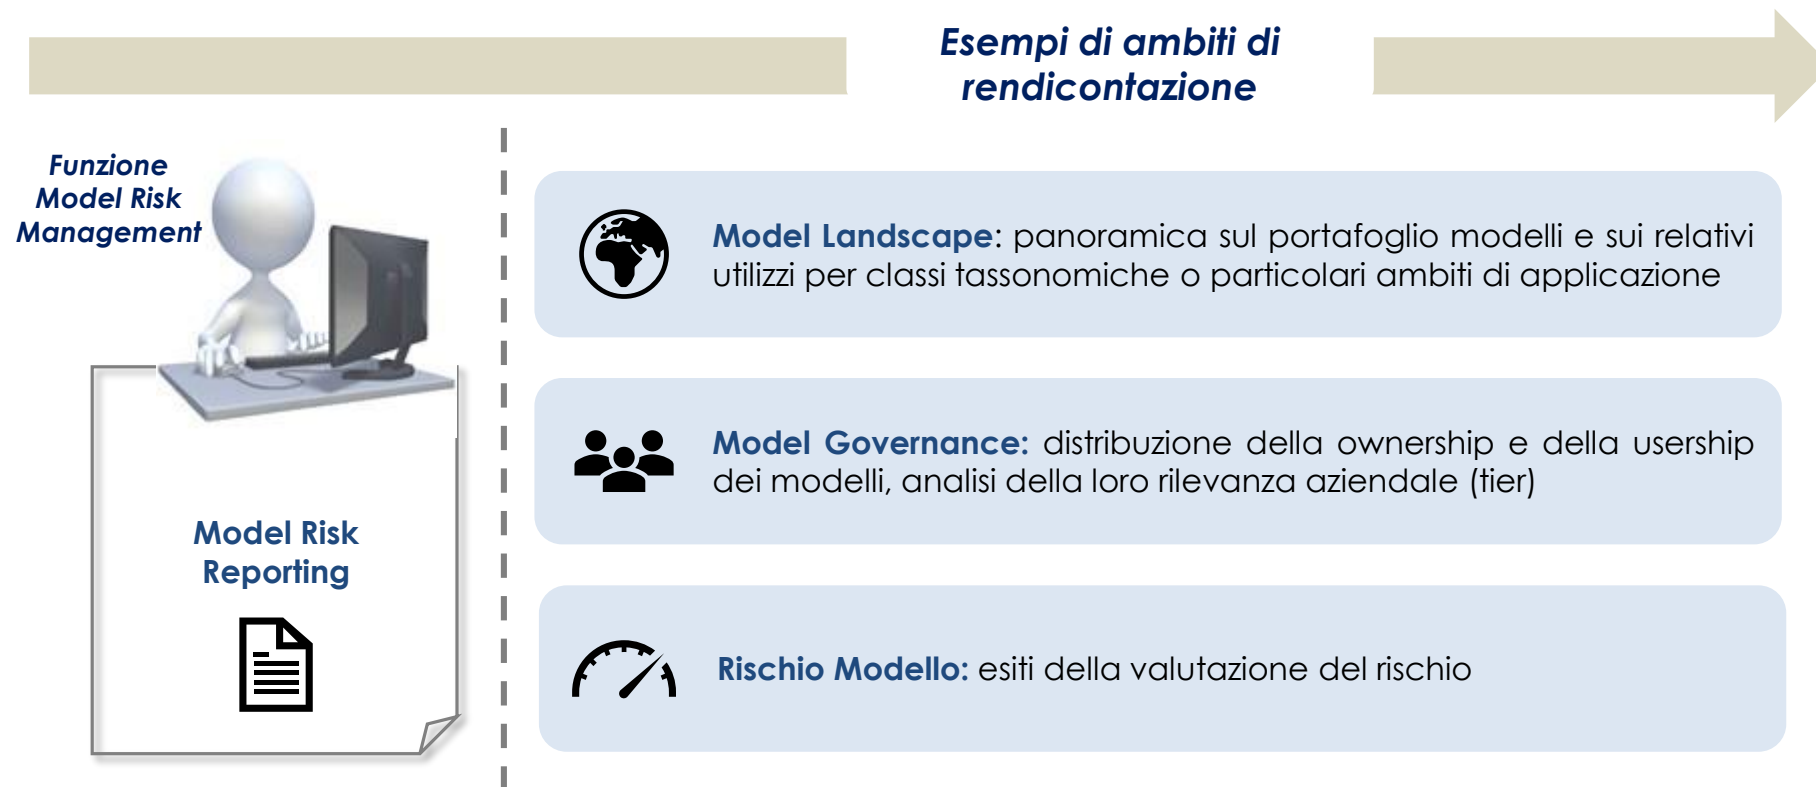 Esempi di ambiti di
rendicontazione
Funzione
Model Risk
Management
Model Risk
Reporting
Model Landscape: panoramica sul portafoglio modelli e sui relativi
utilizzi per classi tassonomiche o particolari ambiti di applicazione
Model Governance: distribuzione della ownership e della usership
dei modelli, analisi della loro rilevanza aziendale (tier)
Rischio Modello: esiti della valutazione del rischio